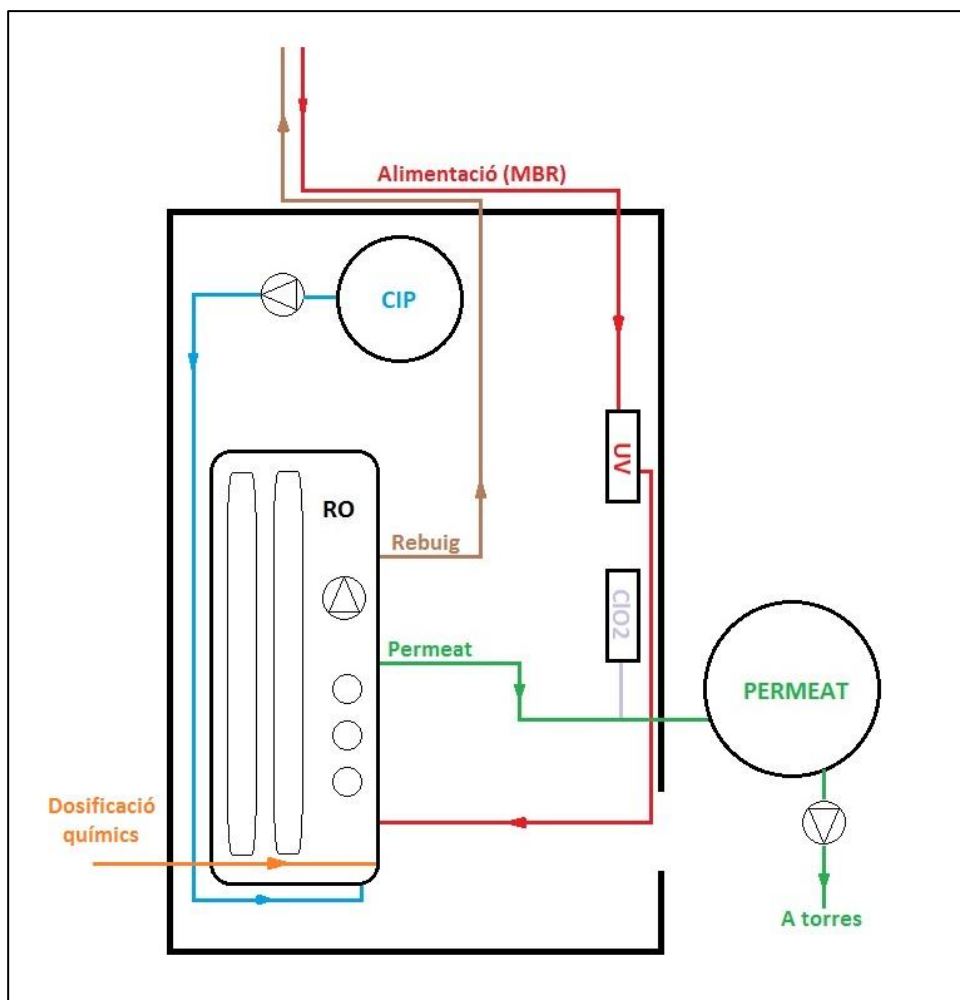 Alimentació (MBR)
CIP
UV
RO
Rebuig
ClO2
Permeat
PERMEAT
Dosificació
químics
A torres